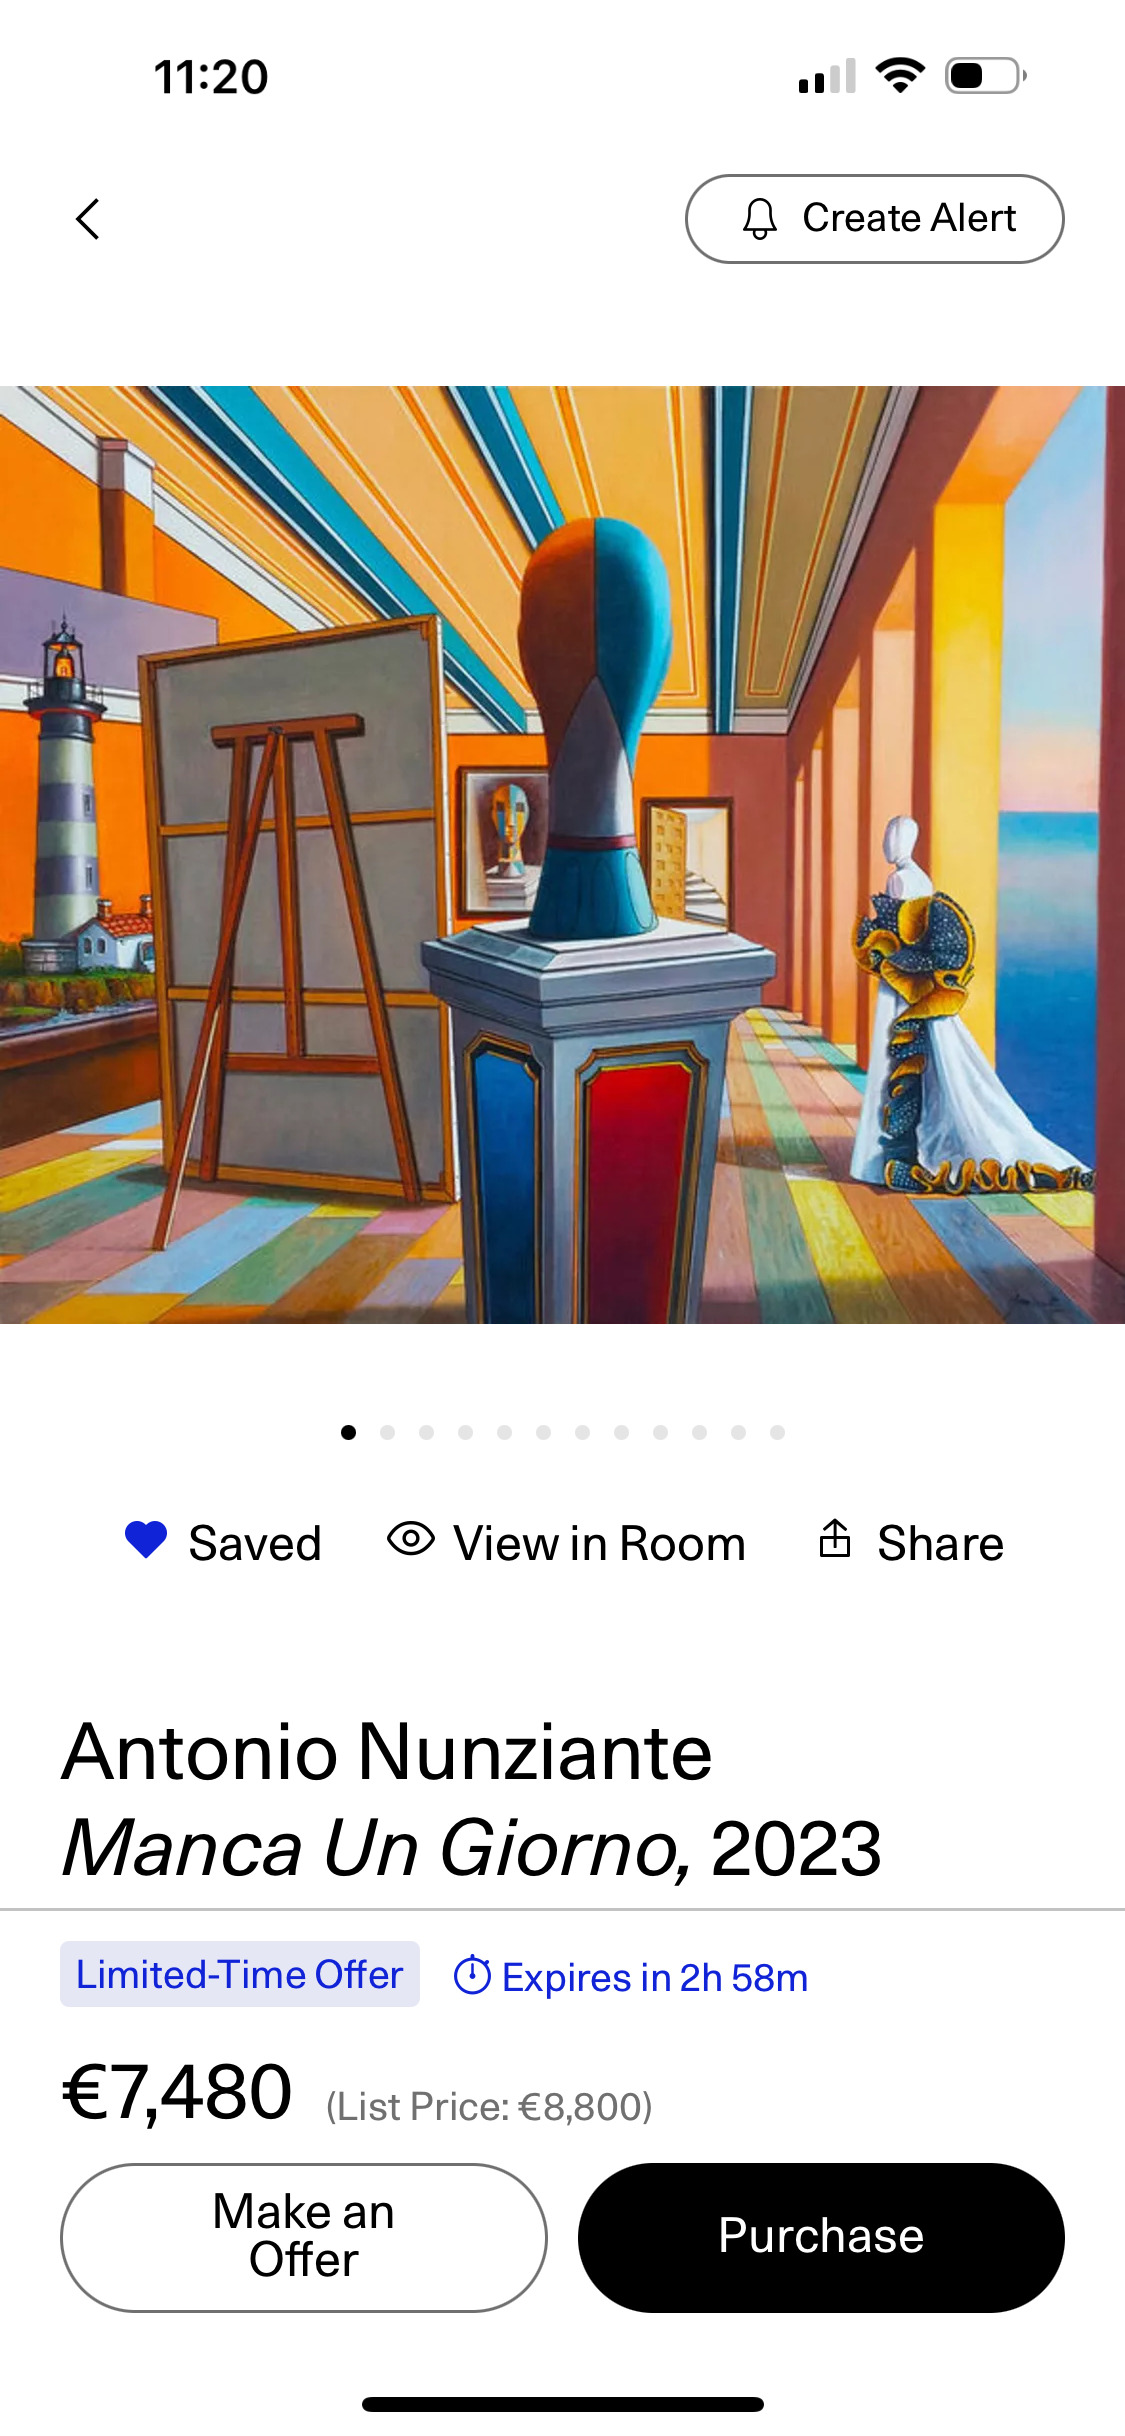 11:20
Create Alert
Saved
View in Room
Share
Antonio Nunziante
Manca Un Giorno, 2023
Limited-Time Offer
Expires in 2h 58m
€7,480 (List Price: €8,800)
Make an
Offer
Purchase